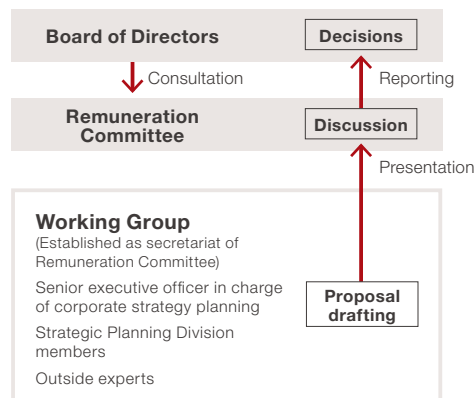 Board of Directors
Decisions
Consultation
Reporting
Remuneration
Committee
Discussion
Presentation
Working Group
(Established as secretariat of
Remuneration Committee)
Senior executive officer in charge
of corporate strategy planning
Strategic Planning Division
members
Outside experts
Proposal
drafting